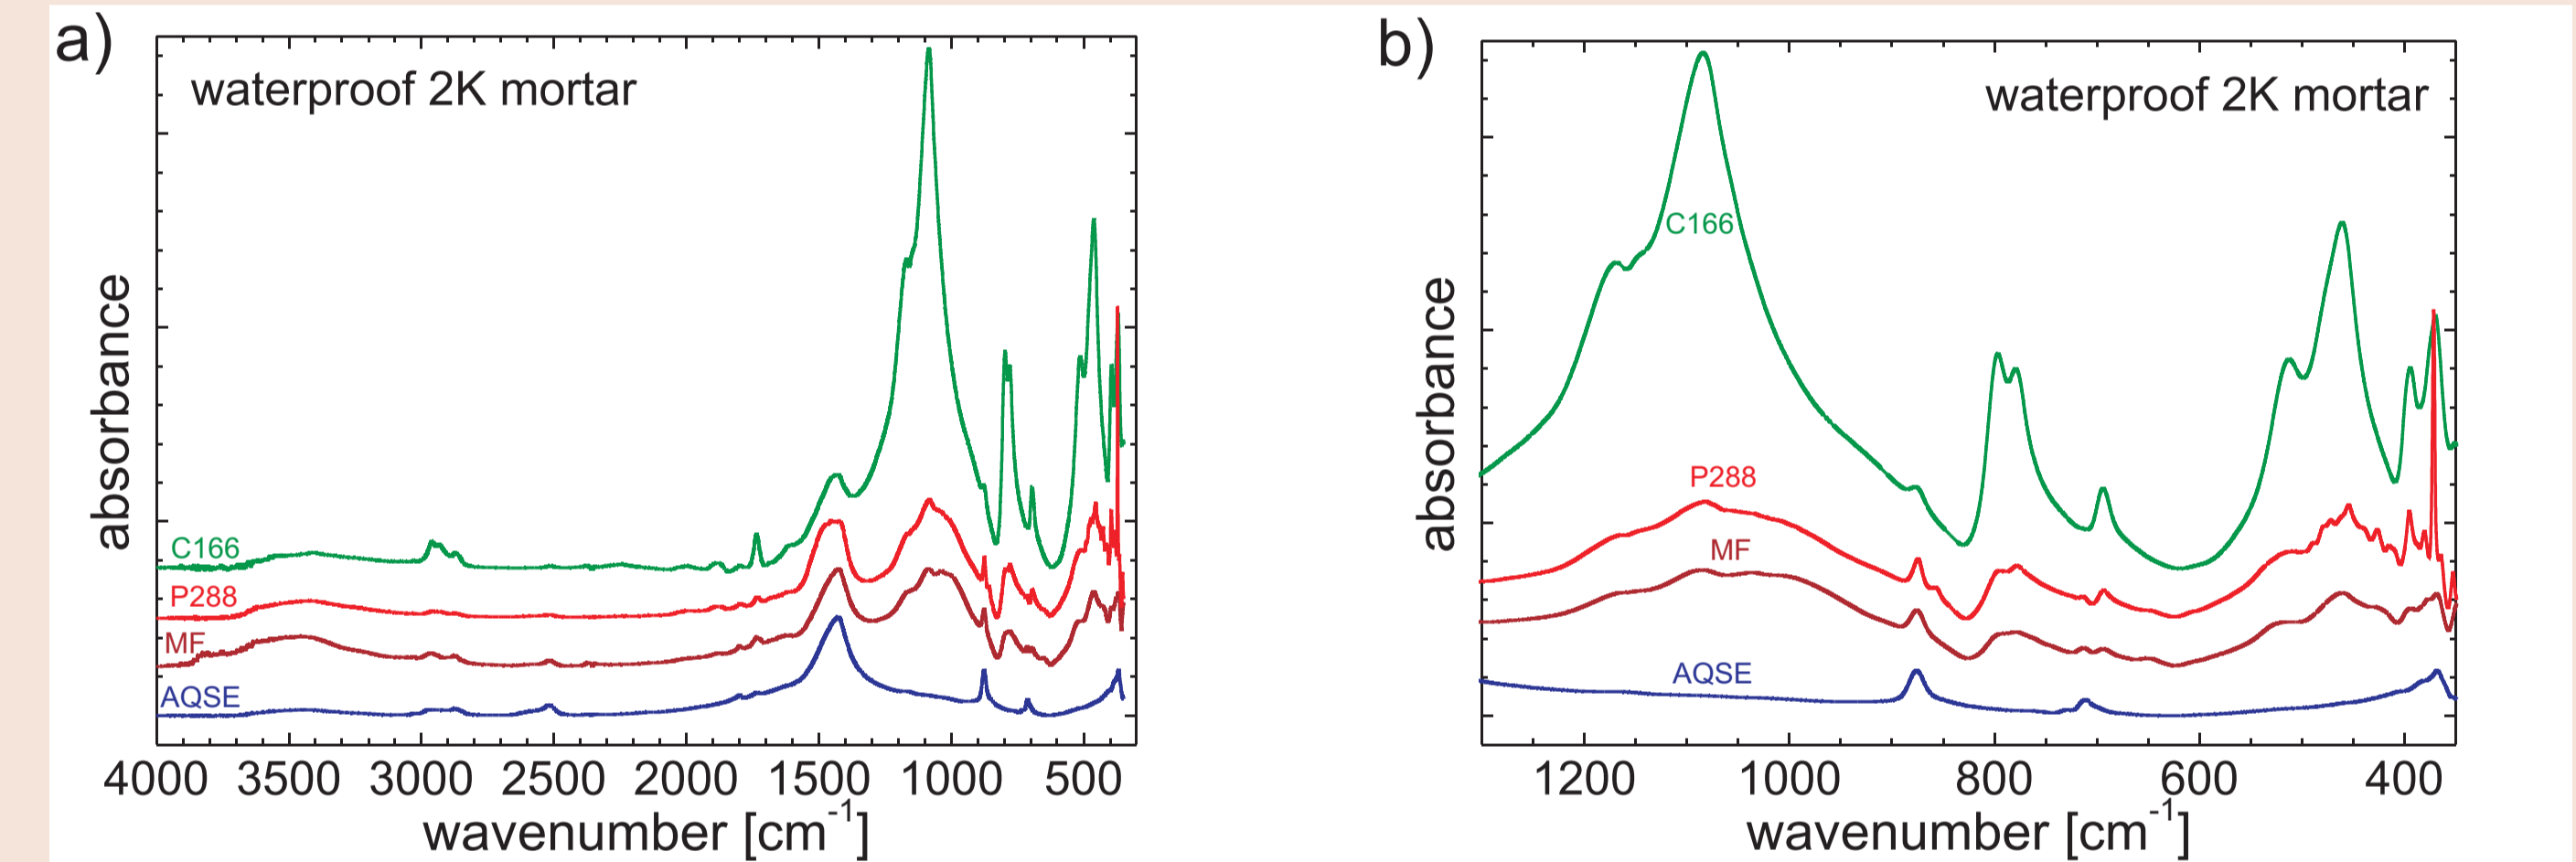 a)
waterproof 2K mortar
absorbance
C166
P288
MF
AQSE
4000 3500 3000 2500 2000 1500 1000 500
wavenumber [cm-1]
b)
waterproof 2K mortar
absorbance
C166
P288
MF
AQSE
1200 1000 800 600 400
wavenumber [cm-1]